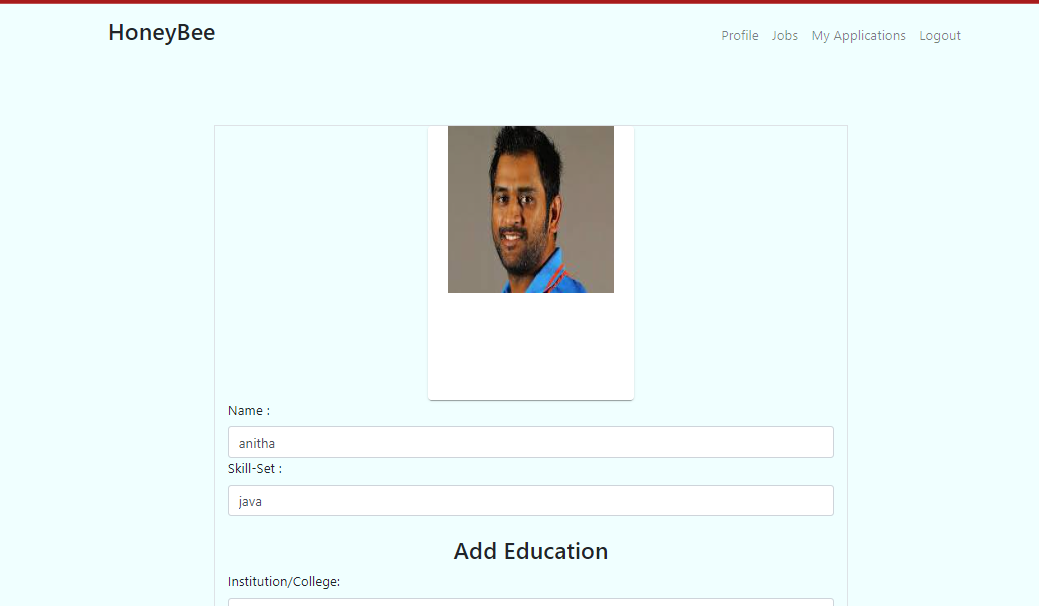 HoneyBee
Profile Jobs My Applications Logout
Name :
anitha
Skill-Set :
java
Add Education
Institution/College: